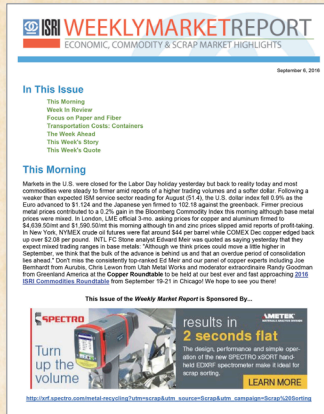 ISRI WEEKLYMARKETREPORT
ECONOMIC, COMMODITY & SCRAP MARKET HIGHLIGHTS
September 6, 2016
In This Issue
This Morning
Week In Review
Focus on Paper and Fiber
Transportation Costs: Containers
The Week Ahead
This Week's Story
This Week's Quote
This Morning
Markets in the U.S. were closed for the Labor Day holiday yesterday but back to reality today and most
commodities were steady to firmer amid reports of a higher trading volumes and a softer dollar. Following a
weaker than expected ISM service sector reading for August (51.4), the U.S. dollar index fell 0.9% as the
Euro advanced to $1.124 and the Japanese yen firmed to 102.18 against the greenback. Firmer precious
metal prices contributed to a 0.2% gain in the Bloomberg Commodity Index this morning although base metal
prices were mixed. In London, LME official 3-mo. asking prices for copper and aluminum firmed to
$4,639.50/mt and $1,590.50/mt this morning although tin and zinc prices slipped amid reports of profit-taking.
In New York, NYMEX crude oil futures were flat around $44 per barrel while COMEX Dec copper edged back
up over $2.08 per pound. INTL FC Stone analyst Edward Meir was quoted as saying yesterday that they
expect mixed trading ranges in base metals: "Although we think prices could move a little higher in
September, we think that the bulk of the advance is behind us and that an overdue period of consolidation
lies ahead." Don't miss the consistently top-ranked Ed Meir and our panel of copper experts including Joe
Bernhardt from Aurubis, Chris Lewon from Utah Metal Works and moderator extraordinaire Randy Goodman
from Greenland America at the Copper Roundtable to be held at our best ever and fast approaching 2016
ISRI Commodities Roundtable from September 19-21 in Chicago! We hope to see you there!
This Issue of the Weekly Market Report is Sponsored By...
SPECTRO
Turn
up the
volume
AMETEK
results in
2 seconds flat
The design, performance and simple oper-
ation of the new SPECTRO xSORT hand-
held EDXRF spectrometer make it ideal for
scrap sorting.
LEARN MORE
http://xrf.spectro.com/metal-recycling?utm=scrap&utm_source=Scrap&utm_campaign=Scrap%20Sorting